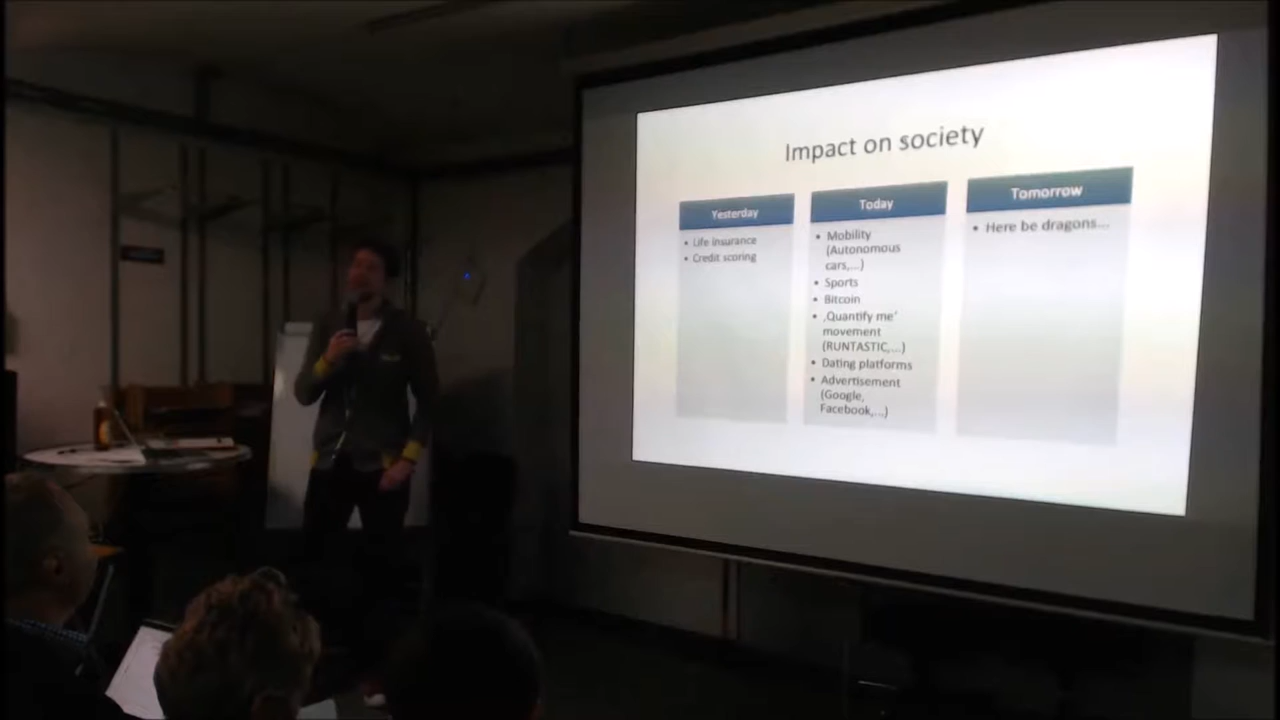 Impact on society
Yesterday
• Life insurance
• Credit scoring
Today
• Mobility
(Autonomous
cars,...)
• Sports
• Bitcoin
• ‚Quantify me‘
movement
(RUNTASTIC,...)
• Dating platforms
• Advertisement
(Google,
Facebook,...)
Tomorrow
• Here be dragons...